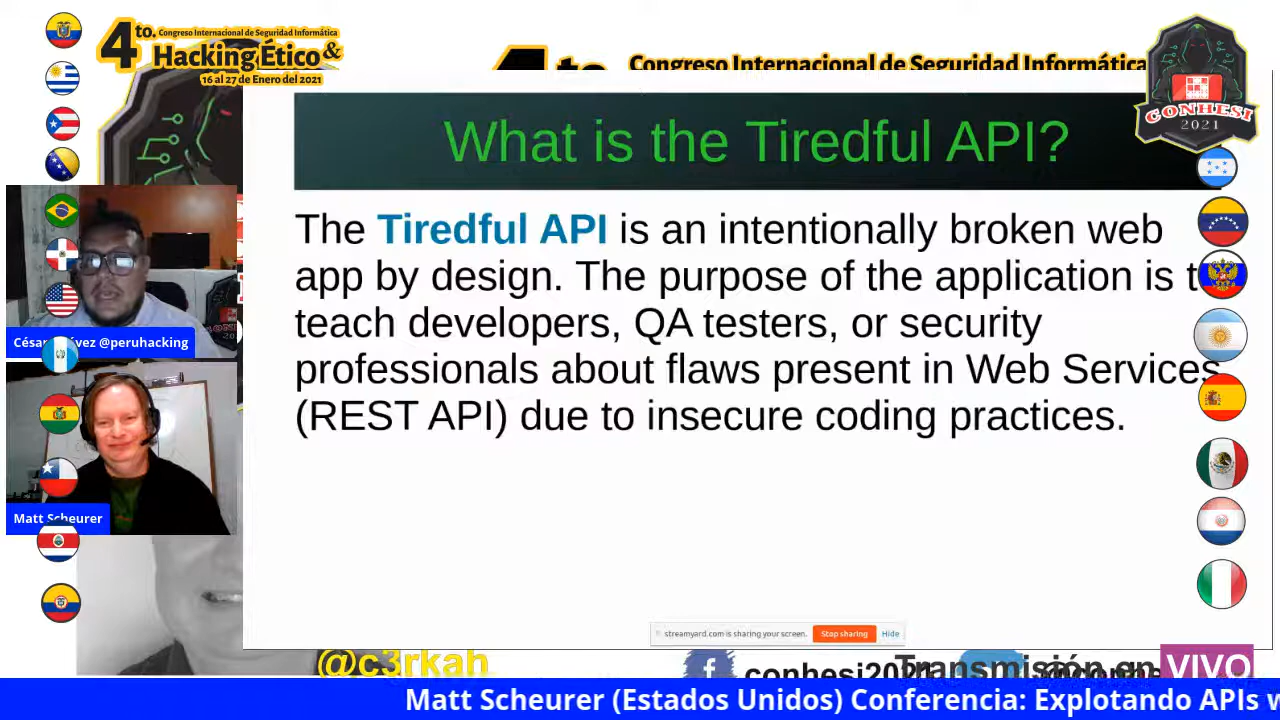 4to. Congreso Internacional de Seguridad Informática
Hacking Ético &
16 al 27 de Enero del 2021
4to. Congreso Internacional de Seguridad Informática
CONHESI
2021
What is the Tiredful API?
The Tiredful API is an intentionally broken web
app by design. The purpose of the application is t
teach developers, QA testers, or security
professionals about flaws present in Web Services
(REST API) due to insecure coding practices.
César vez @peruhacking
Matt Scheurer
streamyard.com is sharing your screen. Stop sharing Hide
@c3rkah
conhesi2021
Transmisión en VIVO
Matt Scheurer (Estados Unidos) Conferencia: Explotando APIs